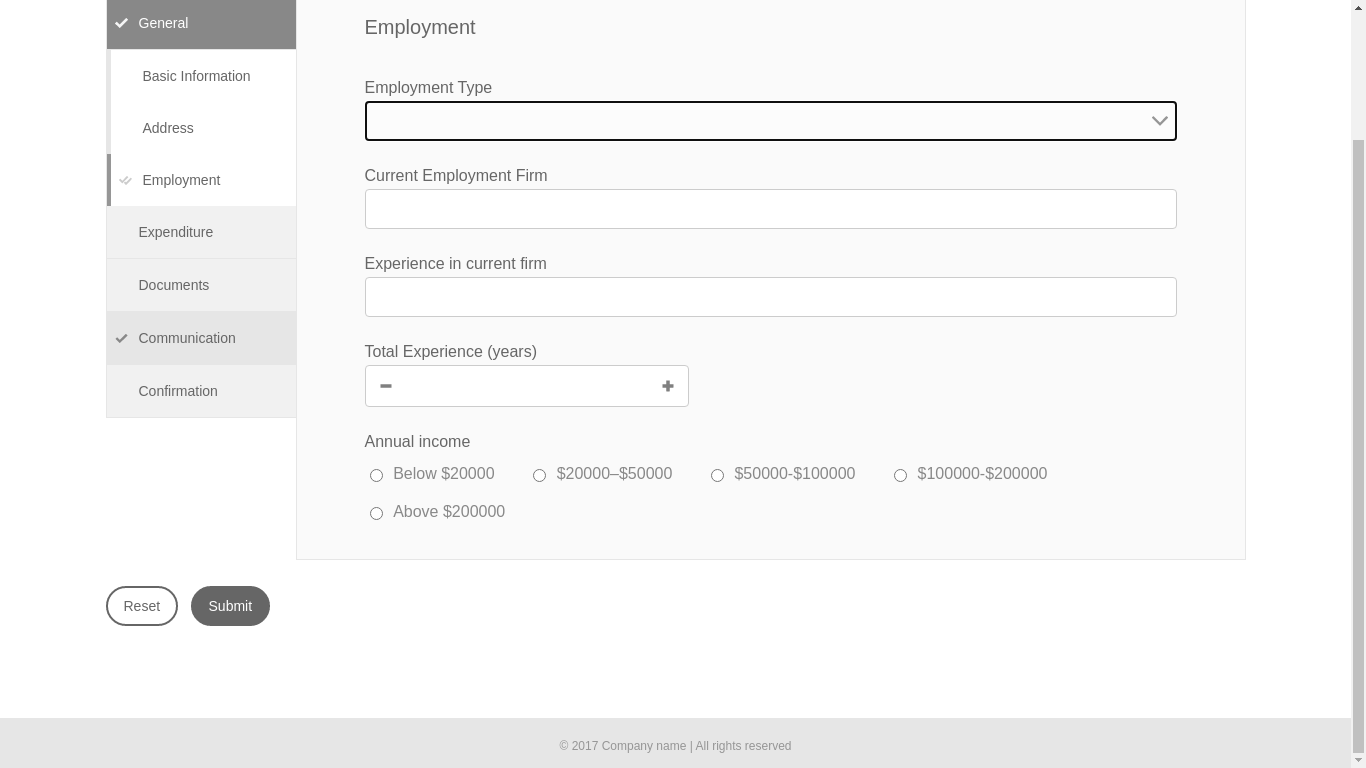 General
Basic Information
Address
Employment
Expenditure
Documents
Communication
Confirmation
Employment
Employment Type
Current Employment Firm
Experience in current firm
Total Experience (years)
Annual income
Below $20000 $20000–$50000 $50000-$100000 $100000-$200000
Above $200000
Reset Submit
© 2017 Company name | All rights reserved